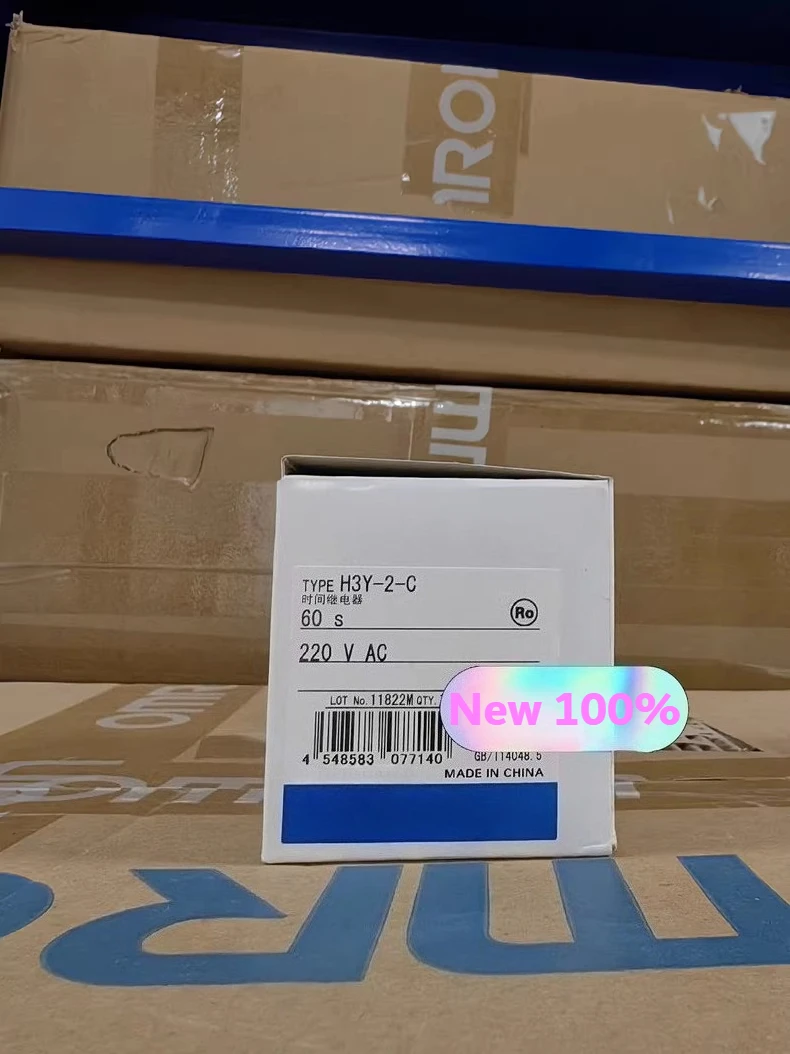 TYPE H3Y-2-C
时间继电器
60 s
Ro
220 V AC
LOT No. 11822M QTY.
New 100%
4 548583 077140
GB/T14048.5
MADE IN CHINA